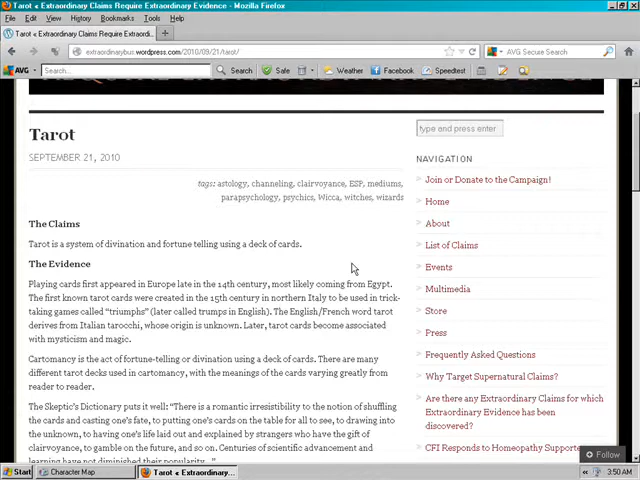 Tarot « Extraordinary Claims Require Extraordinary Evidence - Mozilla Firefox
File Edit View History Bookmarks Tools Help
Tarot « Extraordinary Claims Require Extraordi...
extraordinarybus.wordpress.com/2010/09/21/tarot/
AVG Secure Search
AVG Search... Search Safe Weather Facebook Speedtest
Tarot
SEPTEMBER 21, 2010
tags: astology, channeling, clairvoyance, ESP, mediums,
parapsychology, psychics, Wicca, witches, wizards
The Claims
Tarot is a system of divination and fortune telling using a deck of cards.
The Evidence
Playing cards first appeared in Europe late in the 14th century, most likely coming from Egypt.
The first known tarot cards were created in the 15th century in northern Italy to be used in trick-
taking games called "triumphs" (later called trumps in English). The English/French word tarot
derives from Italian tarocchi, whose origin is unknown. Later, tarot cards become associated
with mysticism and magic.
Cartomancy is the act of fortune-telling or divination using a deck of cards. There are many
different tarot decks used in cartomancy, with the meanings of the cards varying greatly from
reader to reader.
The Skeptic's Dictionary puts it well: "There is a romantic irresistibility to the notion of shuffling
the cards and casting one's fate, to putting one's cards on the table for all to see, to drawing into
the unknown, to having one's life laid out and explained by strangers who have the gift of
clairvoyance, to gamble on the future, and so on. Centuries of scientific advancement and
learning have not diminished their popularity..."
type end press enter
NAVIGATION
Join or Donate to the Campaign!
Home
About
List of Claims
Events
Multimedia
Store
Press
Frequently Asked Questions
Why Target Supernatural Claims?
Are there any Extraordinary Claims for which
Extraordinary Evidence has been
discovered?
CFI Responds to Homeopathy Supporte
Follow
Start Character Map Tarot « Extraordinary... 3:50 AM